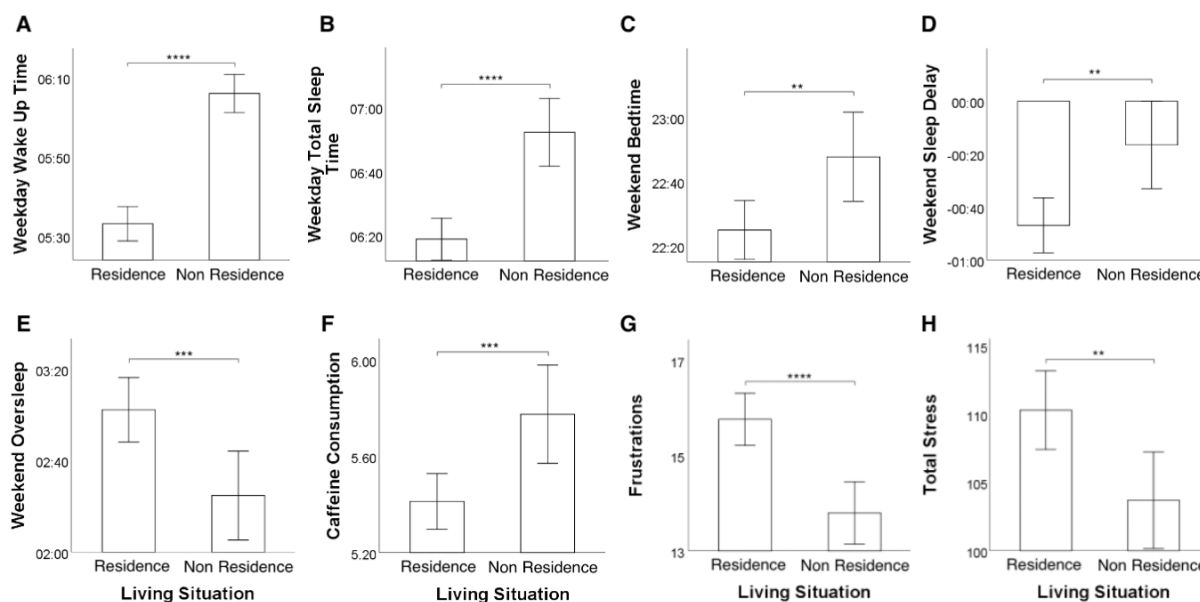 A
Weekday Wake Up Time
06:10
05:50
05:30
****
Residence Non Residence
B
Weekday Total Sleep
Time
07:00
06:40
06:20
****
Residence Non Residence
C
Weekend Bedtime
23:00
22:40
22:20
**
Residence Non Residence
D
Weekend Sleep Delay
00:00
-00:20
-00:40
-01:00
**
Residence Non Residence
E
Weekend Oversleep
03:20
02:40
02:00
***
Residence Non Residence
Living Situation
F
Caffeine Consumption
6.00
5.60
5.20
***
Residence Non Residence
Living Situation
G
Frustrations
17
15
13
****
Residence Non Residence
Living Situation
H
Total Stress
115
110
105
100
**
Residence Non Residence
Living Situation